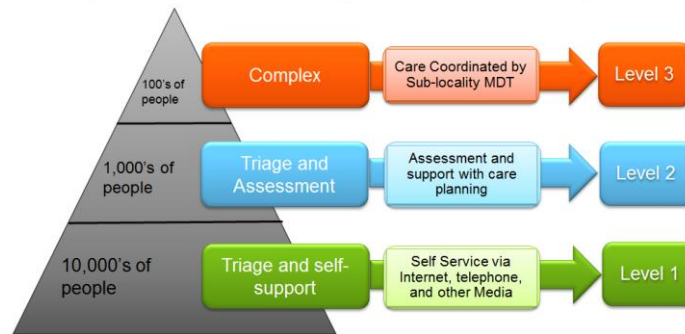 100's of
people
Complex
Care Coordinated by
Sub-locality MDT
Level 3
1,000's of
people
Triage and
Assessment
Assessment and
support with care
planning
Level 2
10,000's of
people
Triage and self-
support
Self Service via
Internet, telephone,
and other Media
Level 1